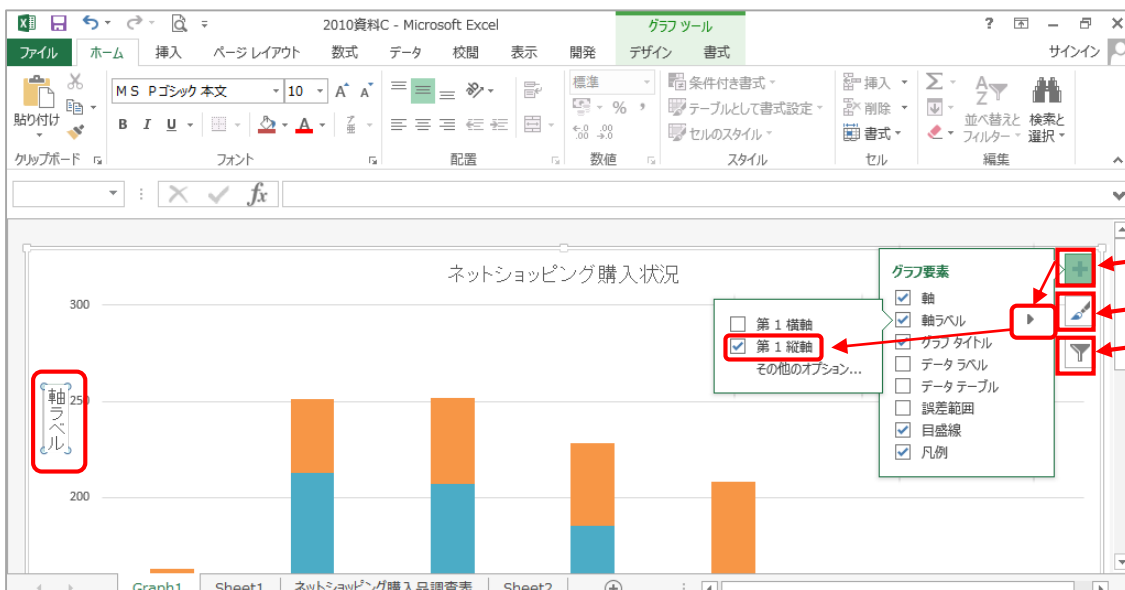 2010資料C - Microsoft Excel
グラフ ツール
?
ファイル ホーム 挿入 ページ レイアウト 数式 データ 校閲 表示 開発 デザイン 書式 サインイン
貼り付け
クリップボード
ＭＳ Ｐゴシック 本文 10 A A
B I U A
フォント
配置
標準
% ,
数値
条件付き書式
テーブルとして書式設定
セルのスタイル
スタイル
挿入
削除
書式
セル
Σ
並べ替えと
フィルター
検索と
選択
編集
fx
ネットショッピング購入状況
300
250
200
軸ラベル
第 1 横軸
第 1 縦軸
その他のオプション...
グラフ要素
軸
軸ラベル
グラフ タイトル
データ ラベル
データ テーブル
誤差範囲
目盛線
凡例
Graph1 Sheet1 ネットショッピング購入品調査表 Sheet2